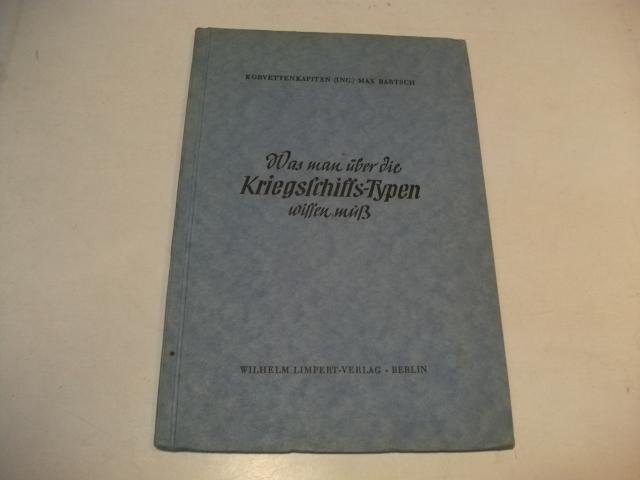 KORVETTENKAPITÄN (ING.) MAX BARTSCH
Was man über die
Kriegsſchiffs-Typen
wiſſen muß
WILHELM LIMPERT-VERLAG • BERLIN